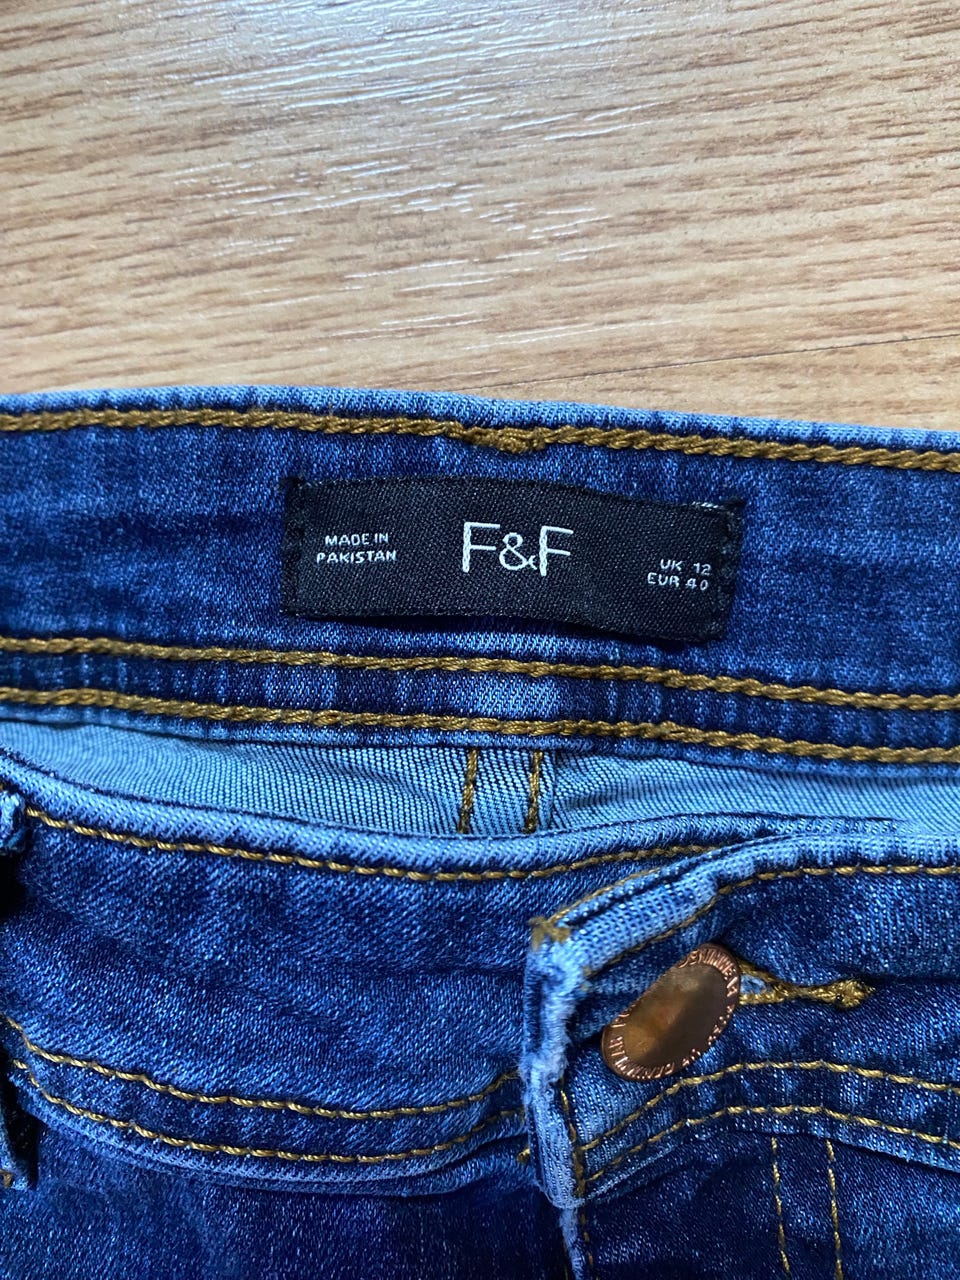 MADE IN
PAKISTAN
F&F
UK 12
EUR 40